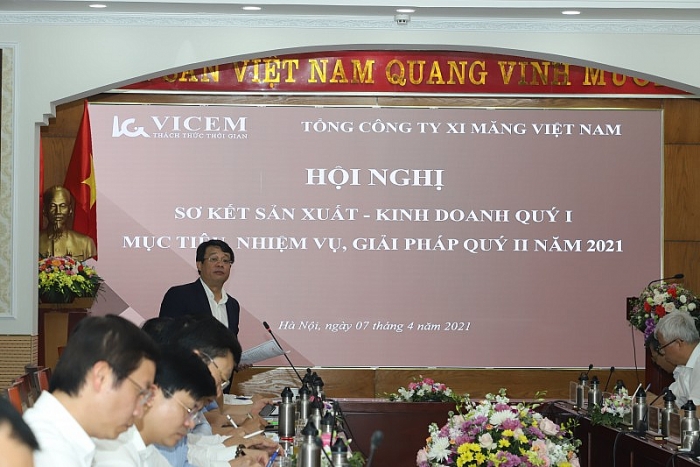 SẢN VIỆT NAM QUANG VINH MUÔ
VICEM
THÁCH THỨC THỜI GIAN
TỔNG CÔNG TY XI MĂNG VIỆT NAM
HỘI NGHỊ
SƠ KẾT SẢN XUẤT - KINH DOANH QUÝ I
MỤC TIÊU, NHIỆM VỤ, GIẢI PHÁP QUÝ II NĂM 2021
Hà Nội, ngày 07 tháng 4 năm 2021